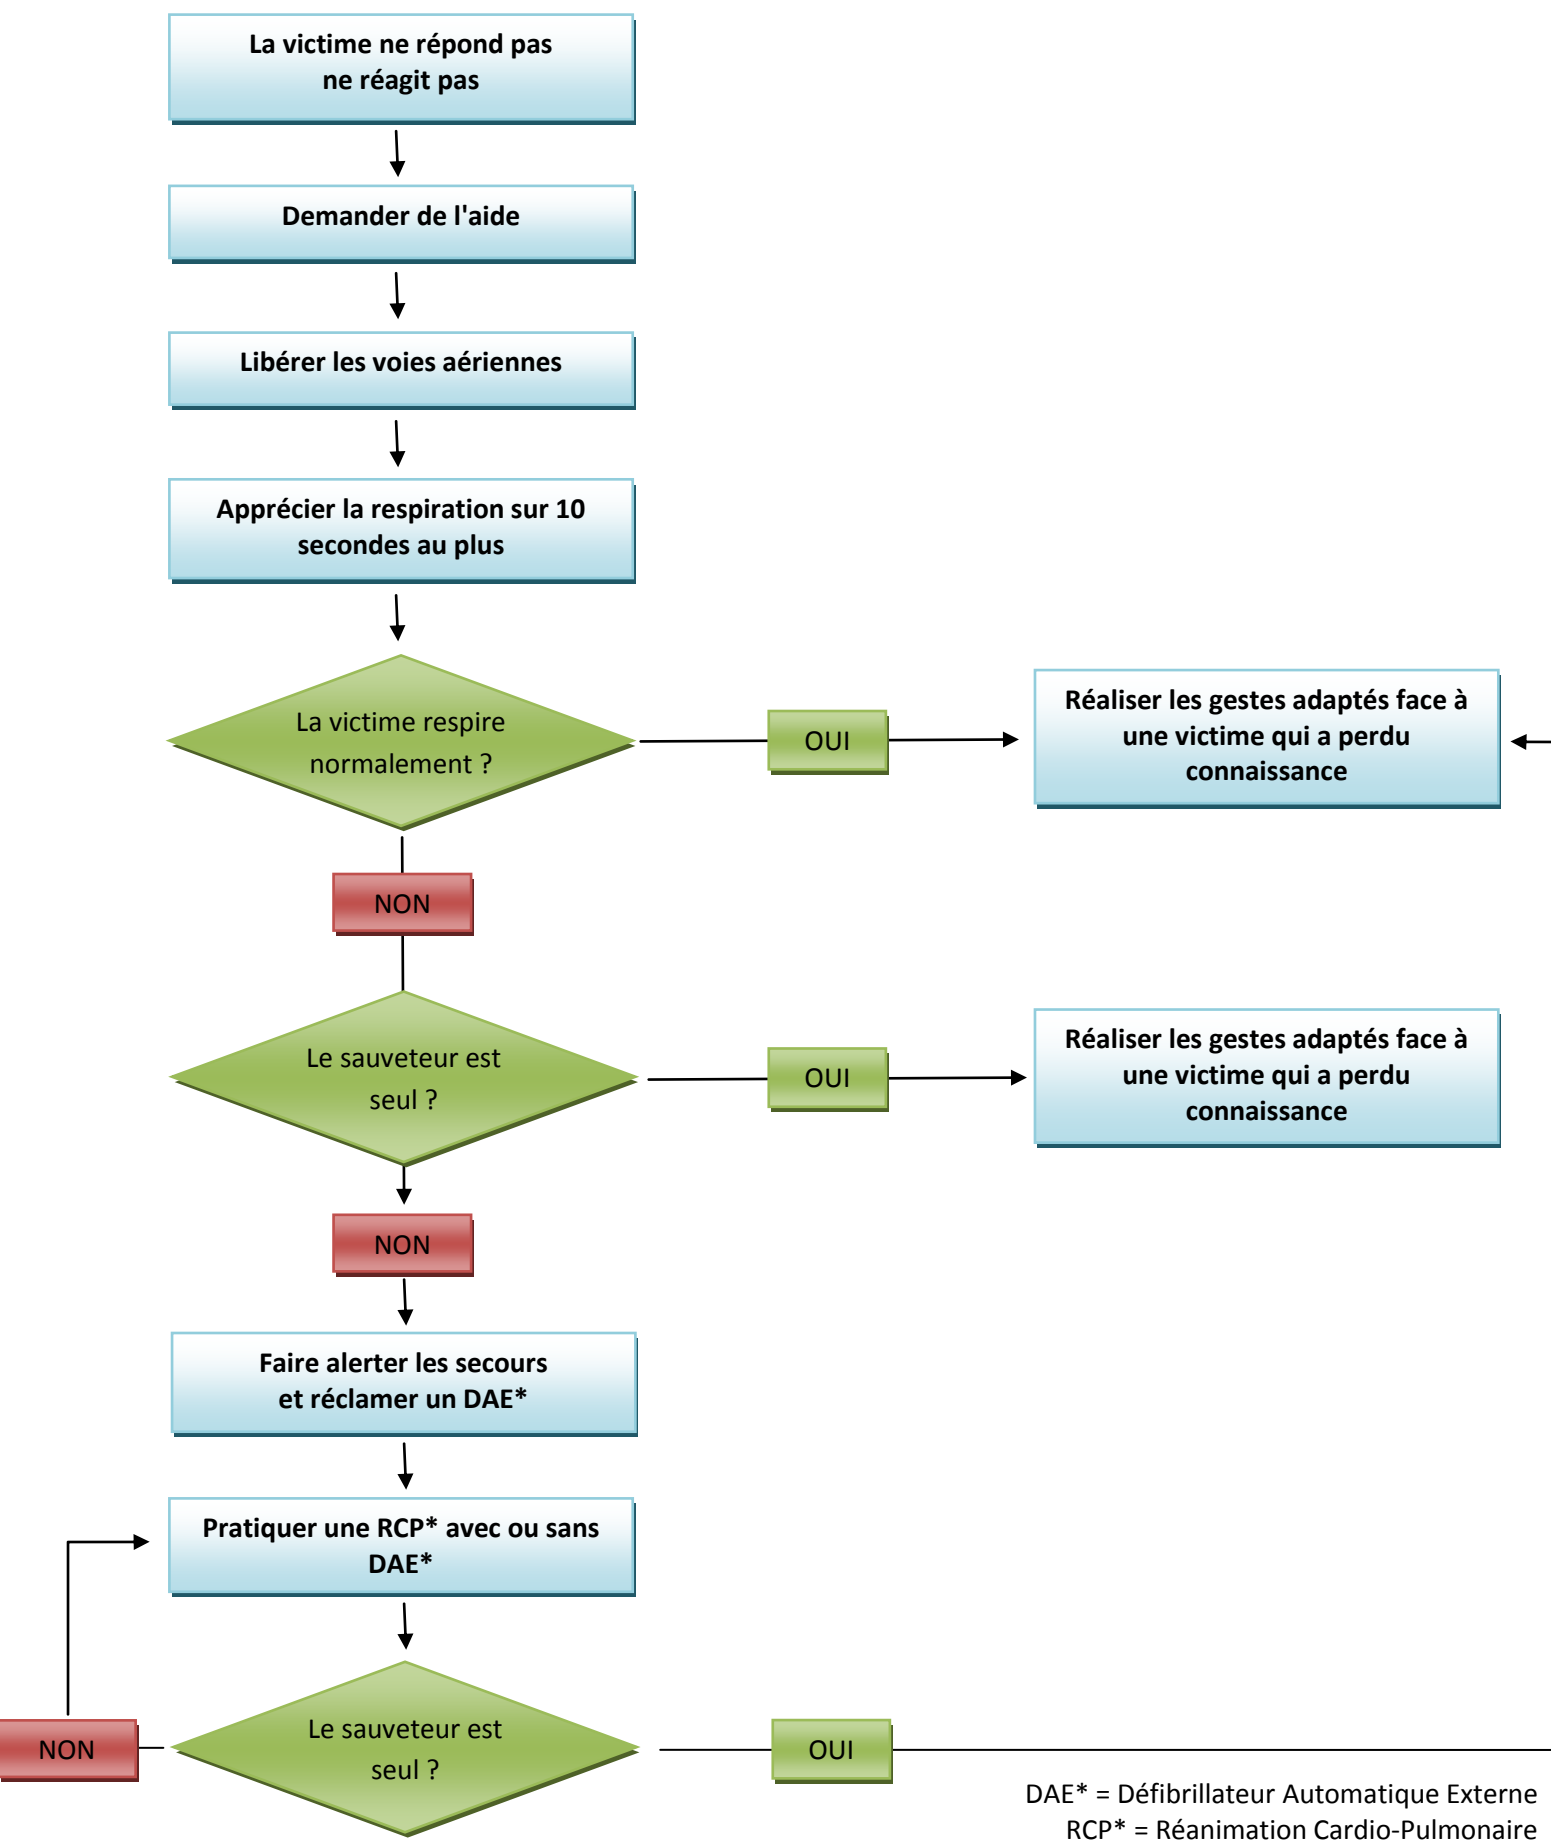 La victime ne répond pas
ne réagit pas
Demander de l'aide
Libérer les voies aériennes
Apprécier la respiration sur 10
secondes au plus
La victime respire
normalement ?
OUI
Réaliser les gestes adaptés face à
une victime qui a perdu
connaissance
NON
Le sauveteur est
seul ?
OUI
Réaliser les gestes adaptés face à
une victime qui a perdu
connaissance
NON
Faire alerter les secours
et réclamer un DAE*
Pratiquer une RCP* avec ou sans
DAE*
NON
Le sauveteur est
seul ?
OUI
DAE* = Défibrillateur Automatique Externe
RCP* = Réanimation Cardio-Pulmonaire